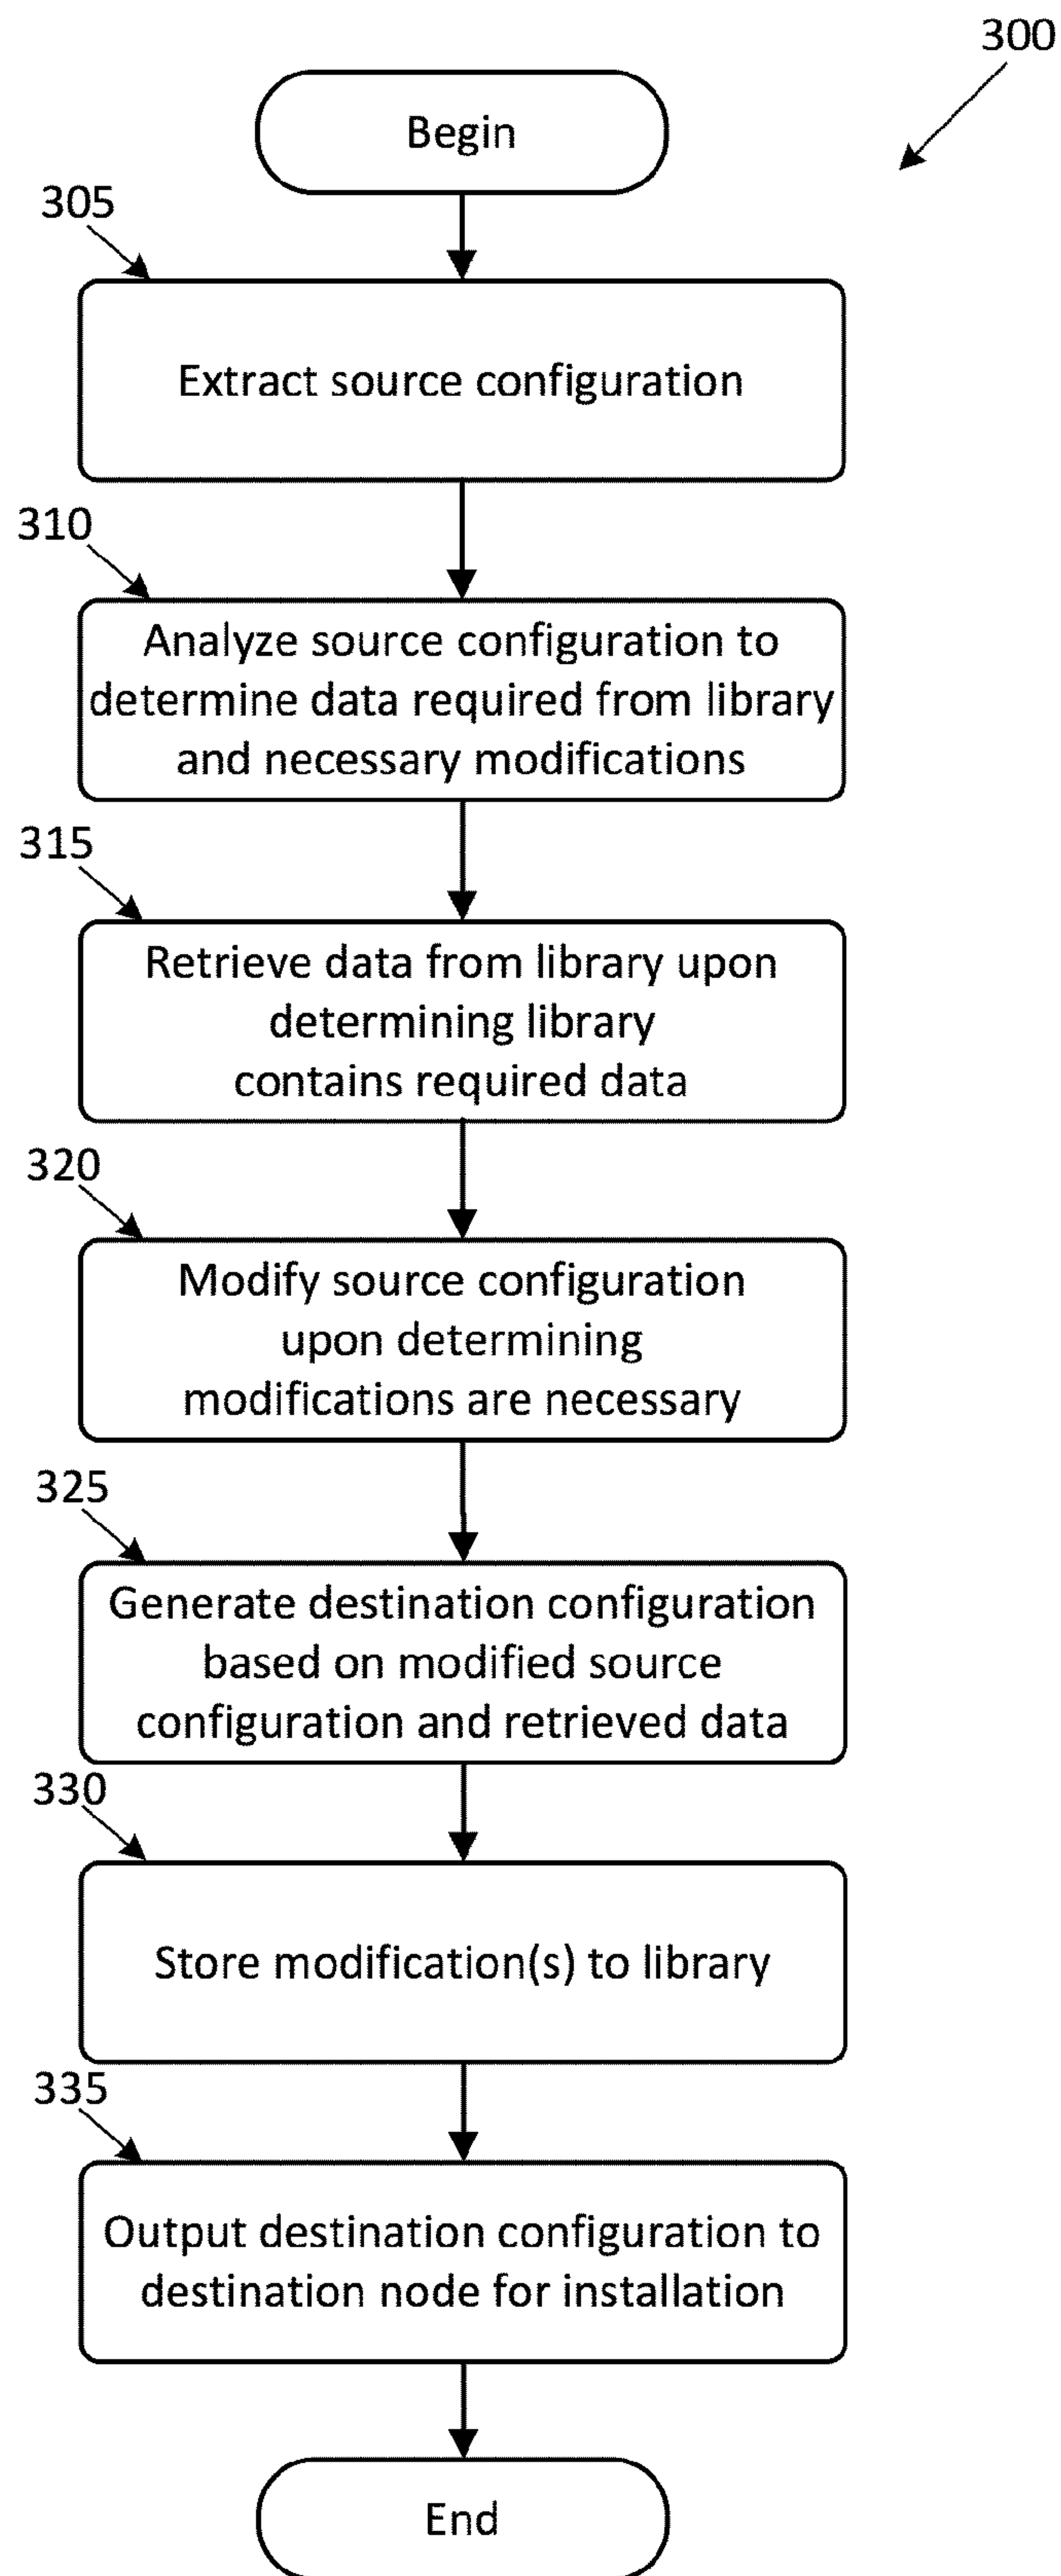 300
Begin
305
Extract source configuration
310
Analyze source configuration to
determine data required from library
and necessary modifications
315
Retrieve data from library upon
determining library
contains required data
320
Modify source configuration
upon determining
modifications are necessary
325
Generate destination configuration
based on modified source
configuration and retrieved data
330
Store modification(s) to library
335
Output destination configuration to
destination node for installation
End